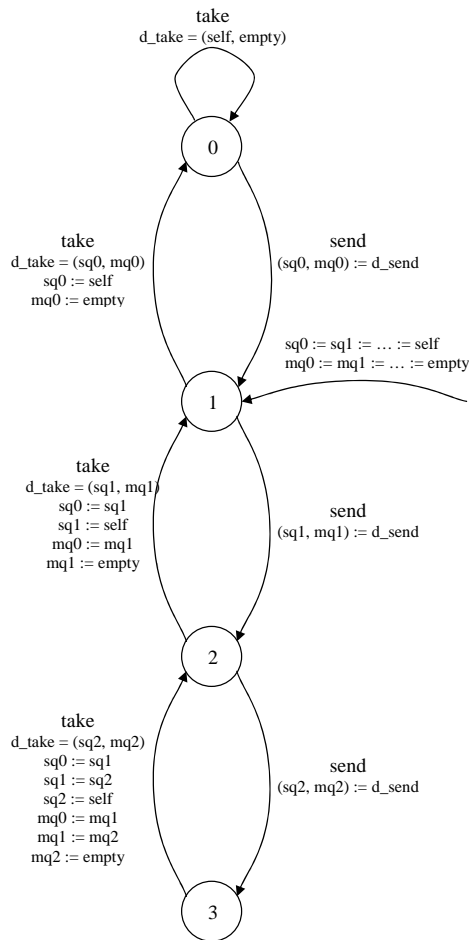 take
d_take = (self, empty)
0
take
d_take = (sq0, mq0)
sq0 := self
mq0 := empty
send
(sq0, mq0) := d_send
sq0 := sq1 := … := self
mq0 := mq1 := … := empty
1
take
d_take = (sq1, mq1)
sq0 := sq1
sq1 := self
mq0 := mq1
mq1 := empty
send
(sq1, mq1) := d_send
2
take
d_take = (sq2, mq2)
sq0 := sq1
sq1 := sq2
sq2 := self
mq0 := mq1
mq1 := mq2
mq2 := empty
send
(sq2, mq2) := d_send
3